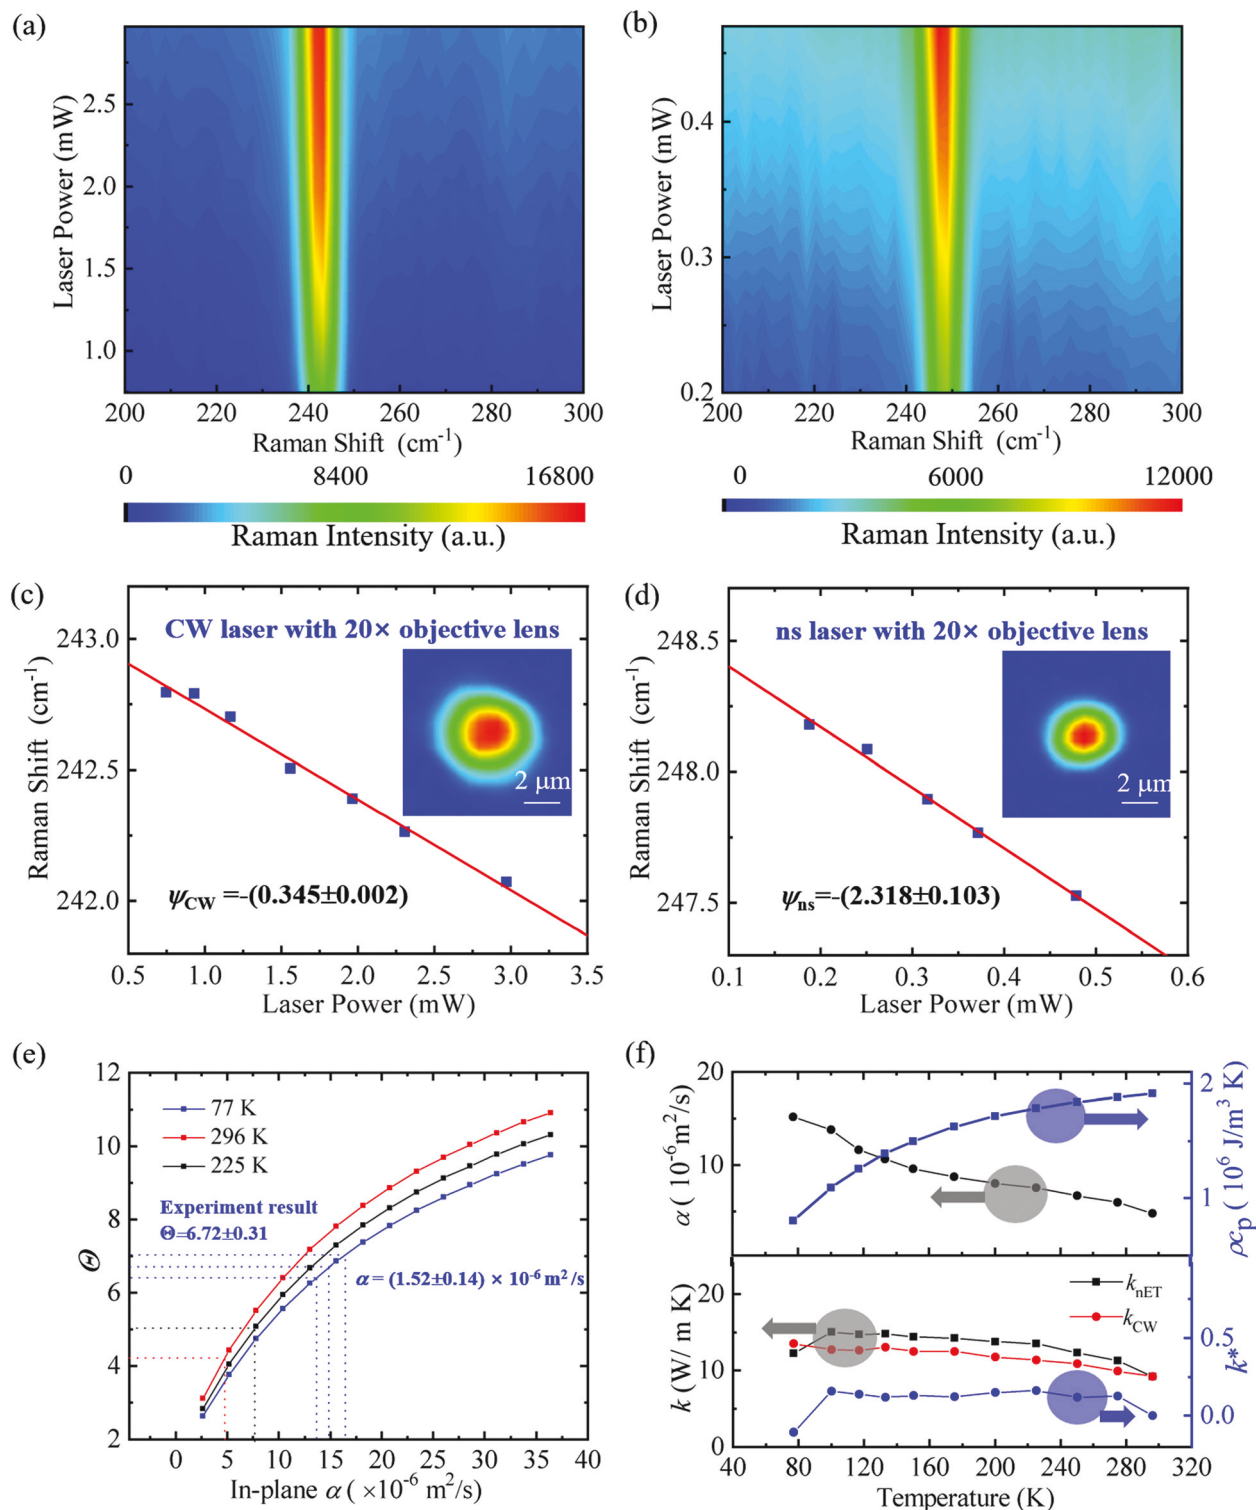 (a)
2.5
2.0
1.5
1.0
Laser Power (mW)
200 220 240 260 280 300
Raman Shift (cm⁻¹)
0 8400 16800
Raman Intensity (a.u.)
(b)
0.4
0.3
0.2
Laser Power (mW)
200 220 240 260 280 300
Raman Shift (cm⁻¹)
0 6000 12000
Raman Intensity (a.u.)
(c)
243.0
242.5
242.0
Raman Shift (cm⁻¹)
CW laser with 20× objective lens
2 μm
ψCW =-(0.345±0.002)
0.5 1.0 1.5 2.0 2.5 3.0 3.5
Laser Power (mW)
(d)
248.5
248.0
247.5
Raman Shift (cm⁻¹)
ns laser with 20× objective lens
2 μm
ψns=-(2.318±0.103)
0.1 0.2 0.3 0.4 0.5 0.6
Laser Power (mW)
(e)
12
10
8
6
4
2
Θ
77 K
296 K
225 K
Experiment result
Θ=6.72±0.31
α = (1.52±0.14) × 10⁻⁶ m²/s
0 5 10 15 20 25 30 35 40
In-plane α ( ×10⁻⁶ m²/s)
(f)
20
10
α ( 10⁻⁶m²/s)
2
1
ρcp ( 10⁶ J/m³ K)
20
10
0
k (W/ m K)
knET
kCW
0.5
0.0
k*
40 80 120 160 200 240 280 320
Temperature (K)